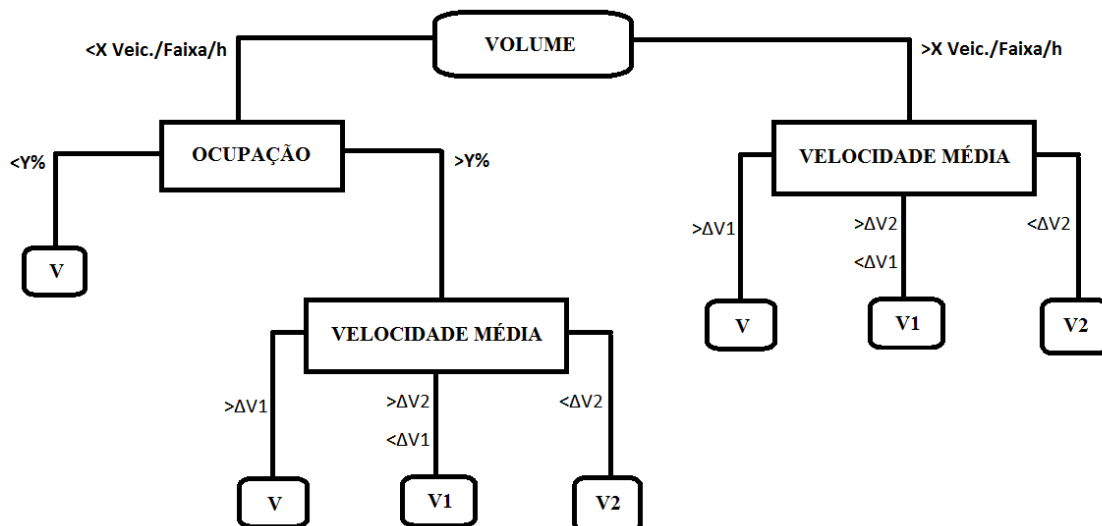 VOLUME
<X Veic./Faixa/h
>X Veic./Faixa/h
OCUPAÇÃO
<Y%
>Y%
VELOCIDADE MÉDIA
>ΔV1
>ΔV2
<ΔV1
<ΔV2
V
V
V1
V2
VELOCIDADE MÉDIA
>ΔV1
>ΔV2
<ΔV1
<ΔV2
V
V1
V2